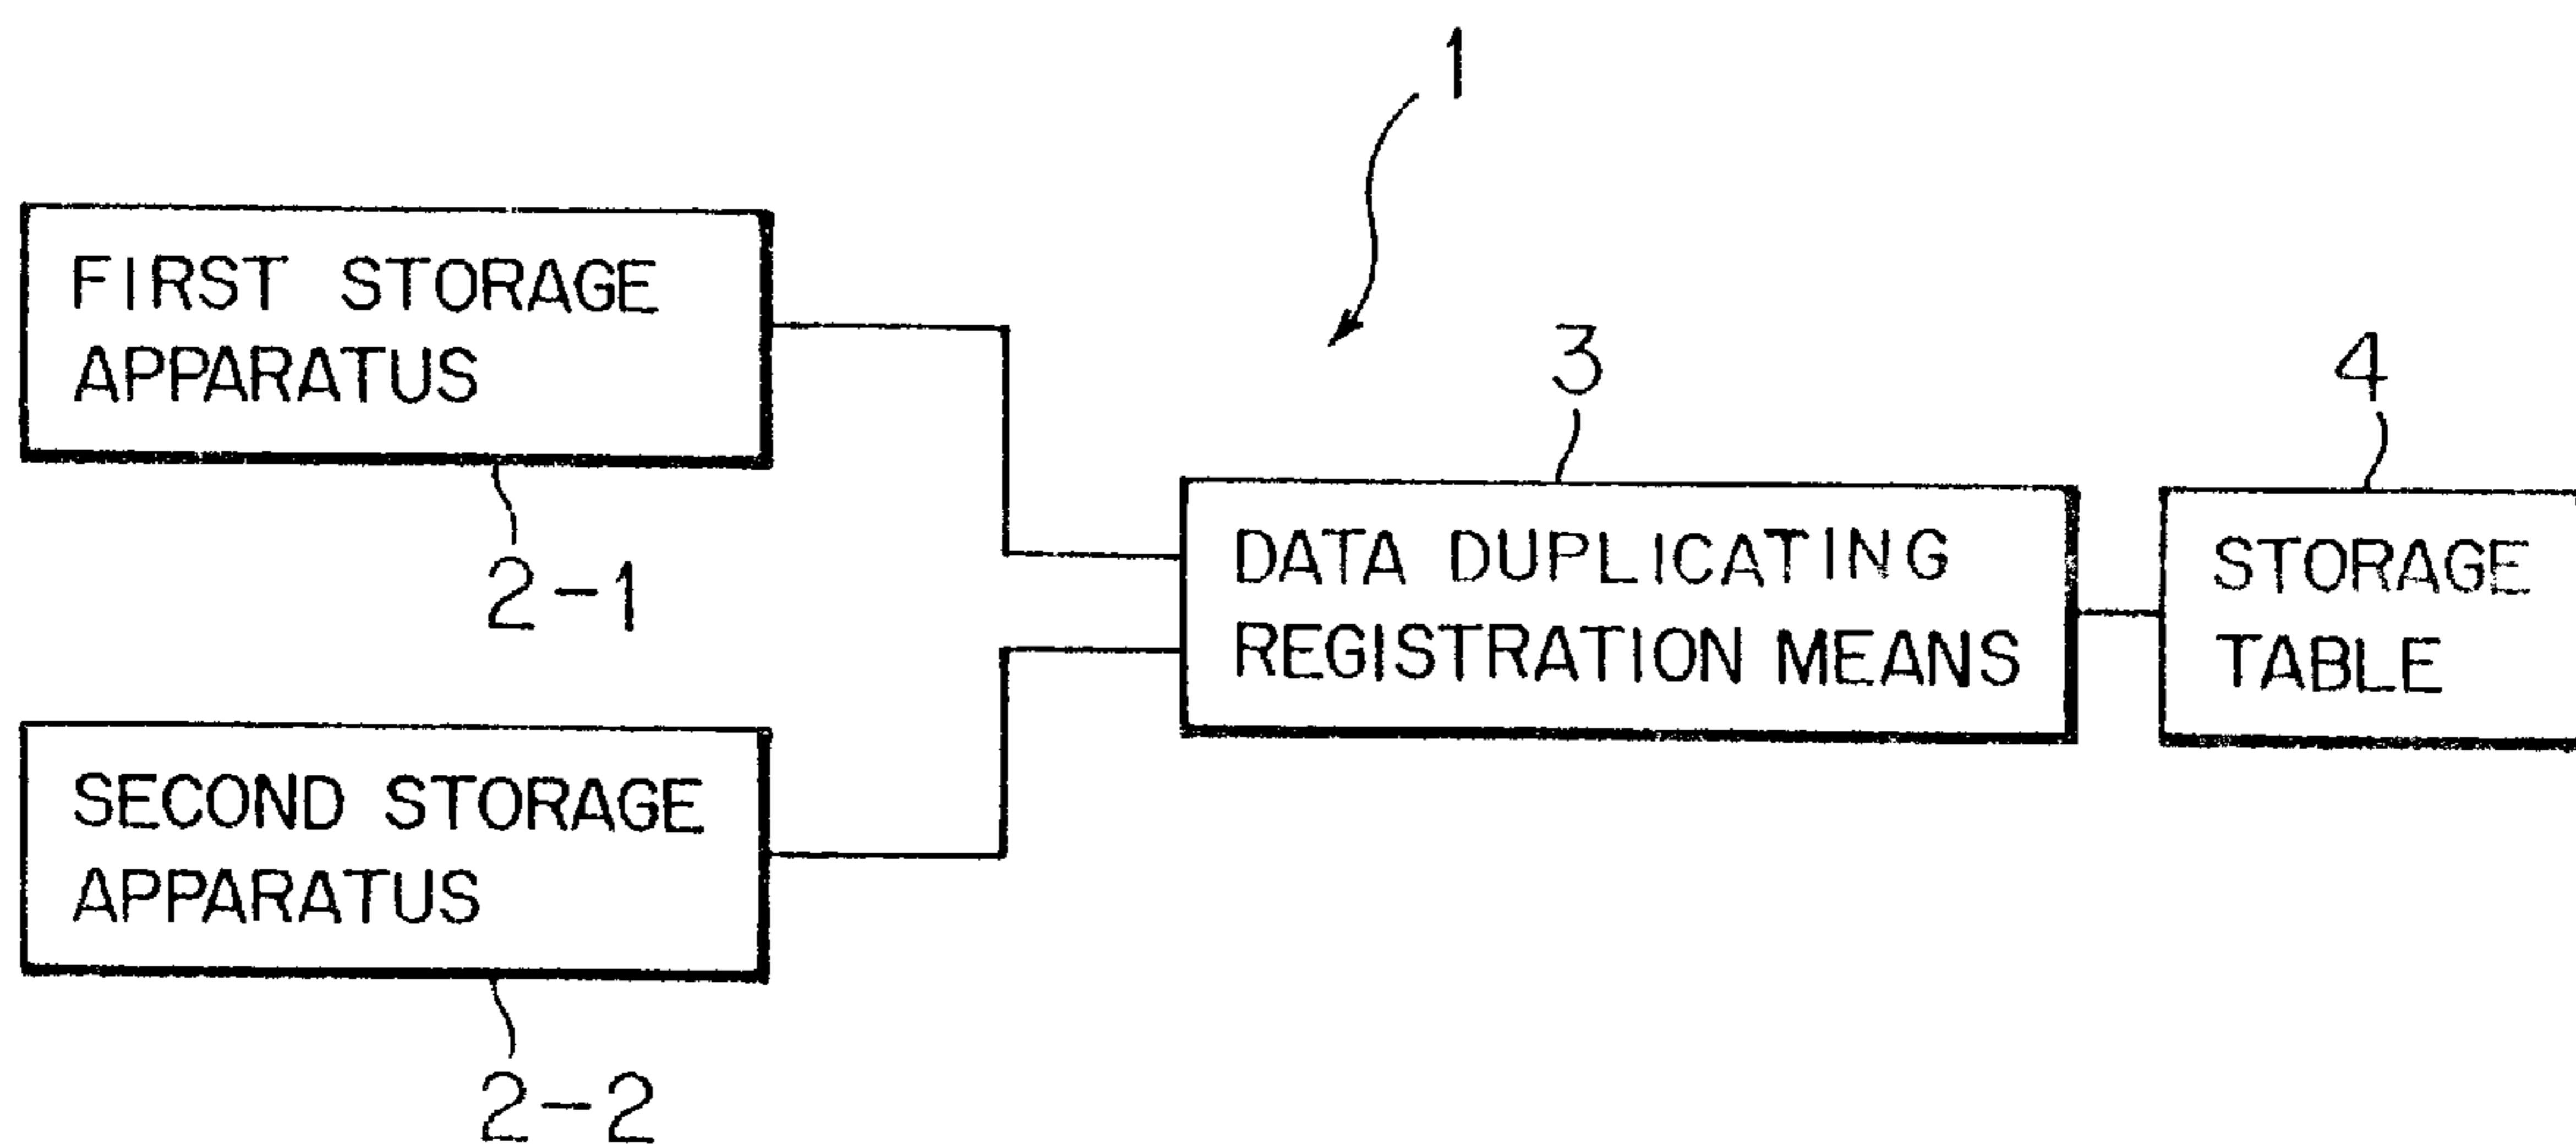 1
FIRST STORAGE
APPARATUS
2-1
3
DATA DUPLICATING
REGISTRATION MEANS
4
STORAGE
TABLE
SECOND STORAGE
APPARATUS
2-2